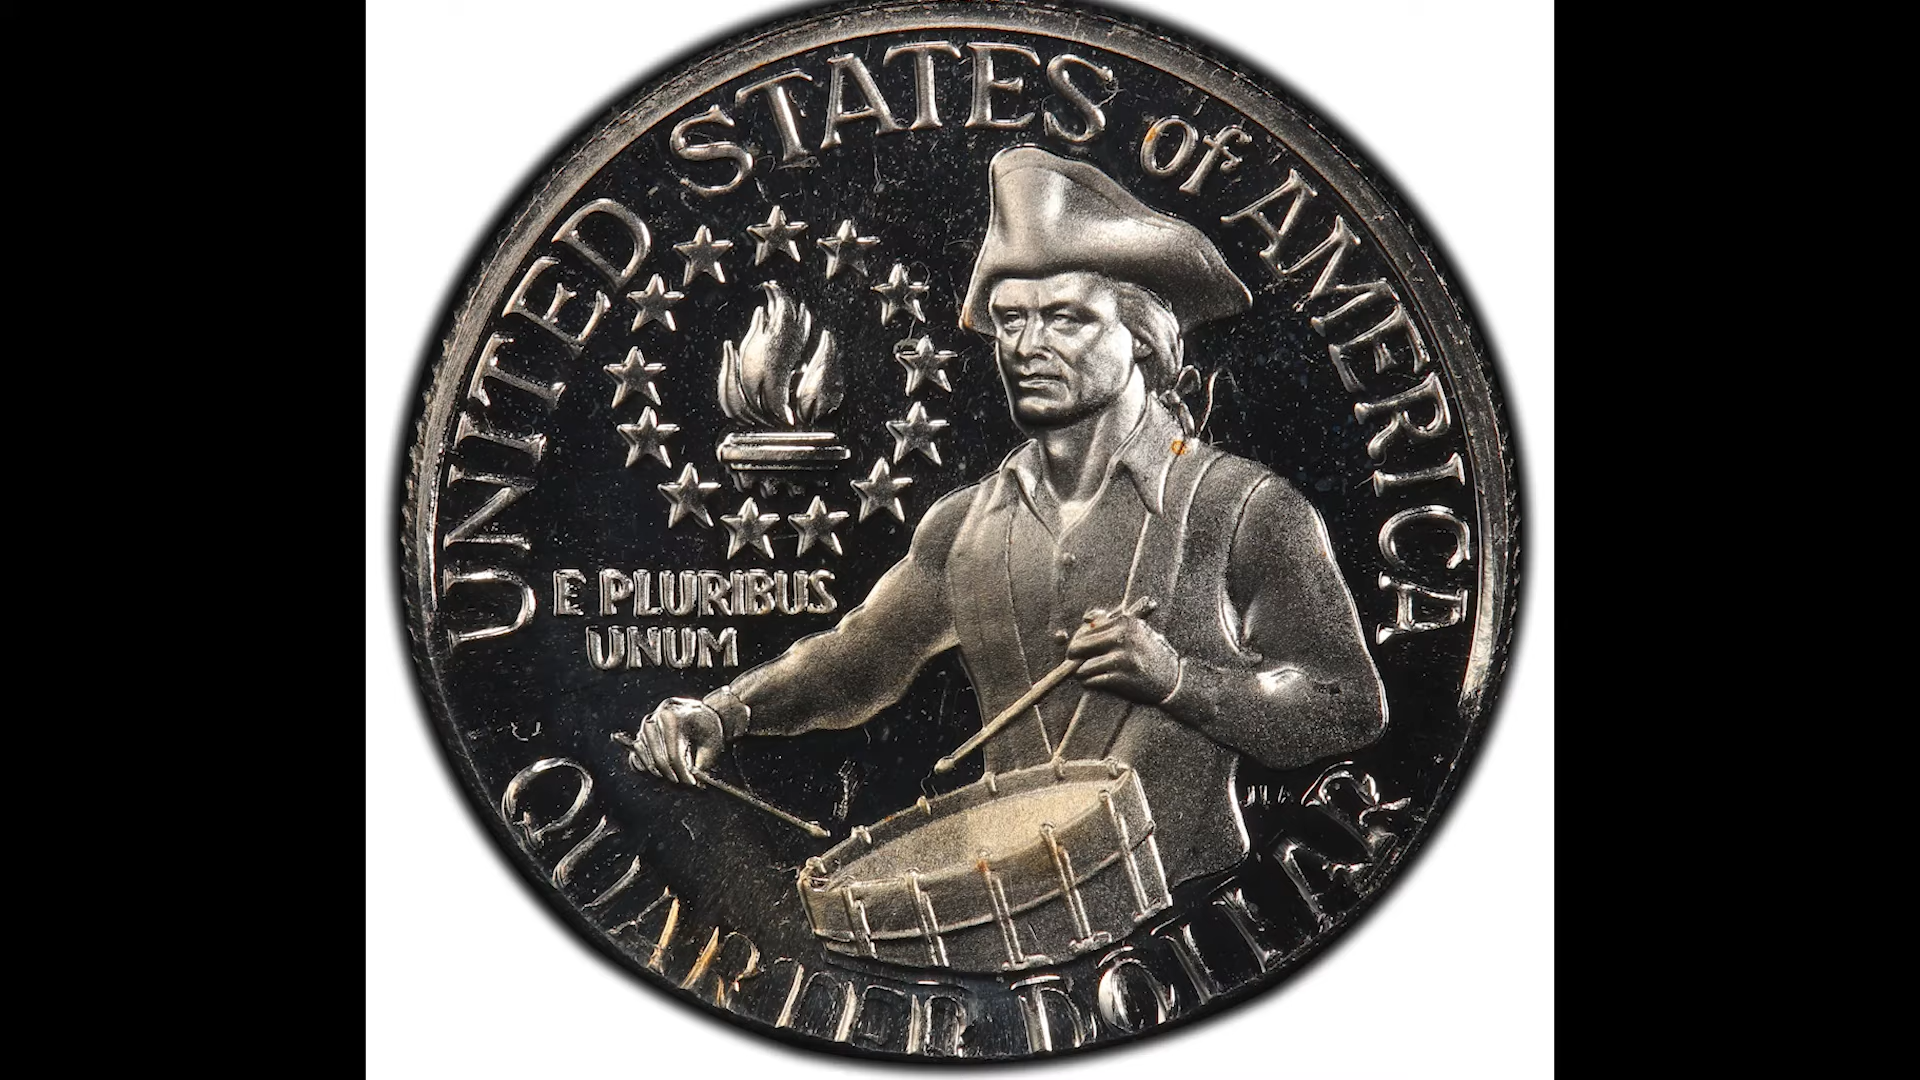 UNITED STATES of AMERICA
E PLURIBUS
UNUM
QUARTER DOLLAR